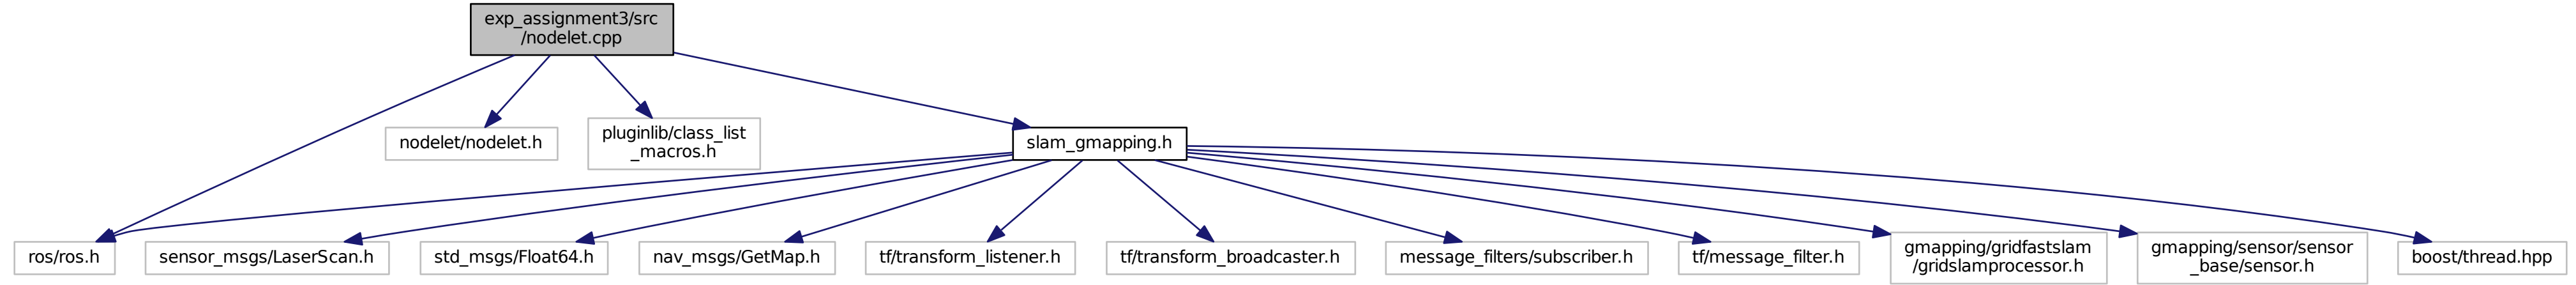 exp_assignment3/src
/nodelet.cpp
nodelet/nodelet.h
pluginlib/class_list
_macros.h
slam_gmapping.h
ros/ros.h
sensor_msgs/LaserScan.h
std_msgs/Float64.h
nav_msgs/GetMap.h
tf/transform_listener.h
tf/transform_broadcaster.h
message_filters/subscriber.h
tf/message_filter.h
gmapping/gridfastslam
/gridslamprocessor.h
gmapping/sensor/sensor
_base/sensor.h
boost/thread.hpp